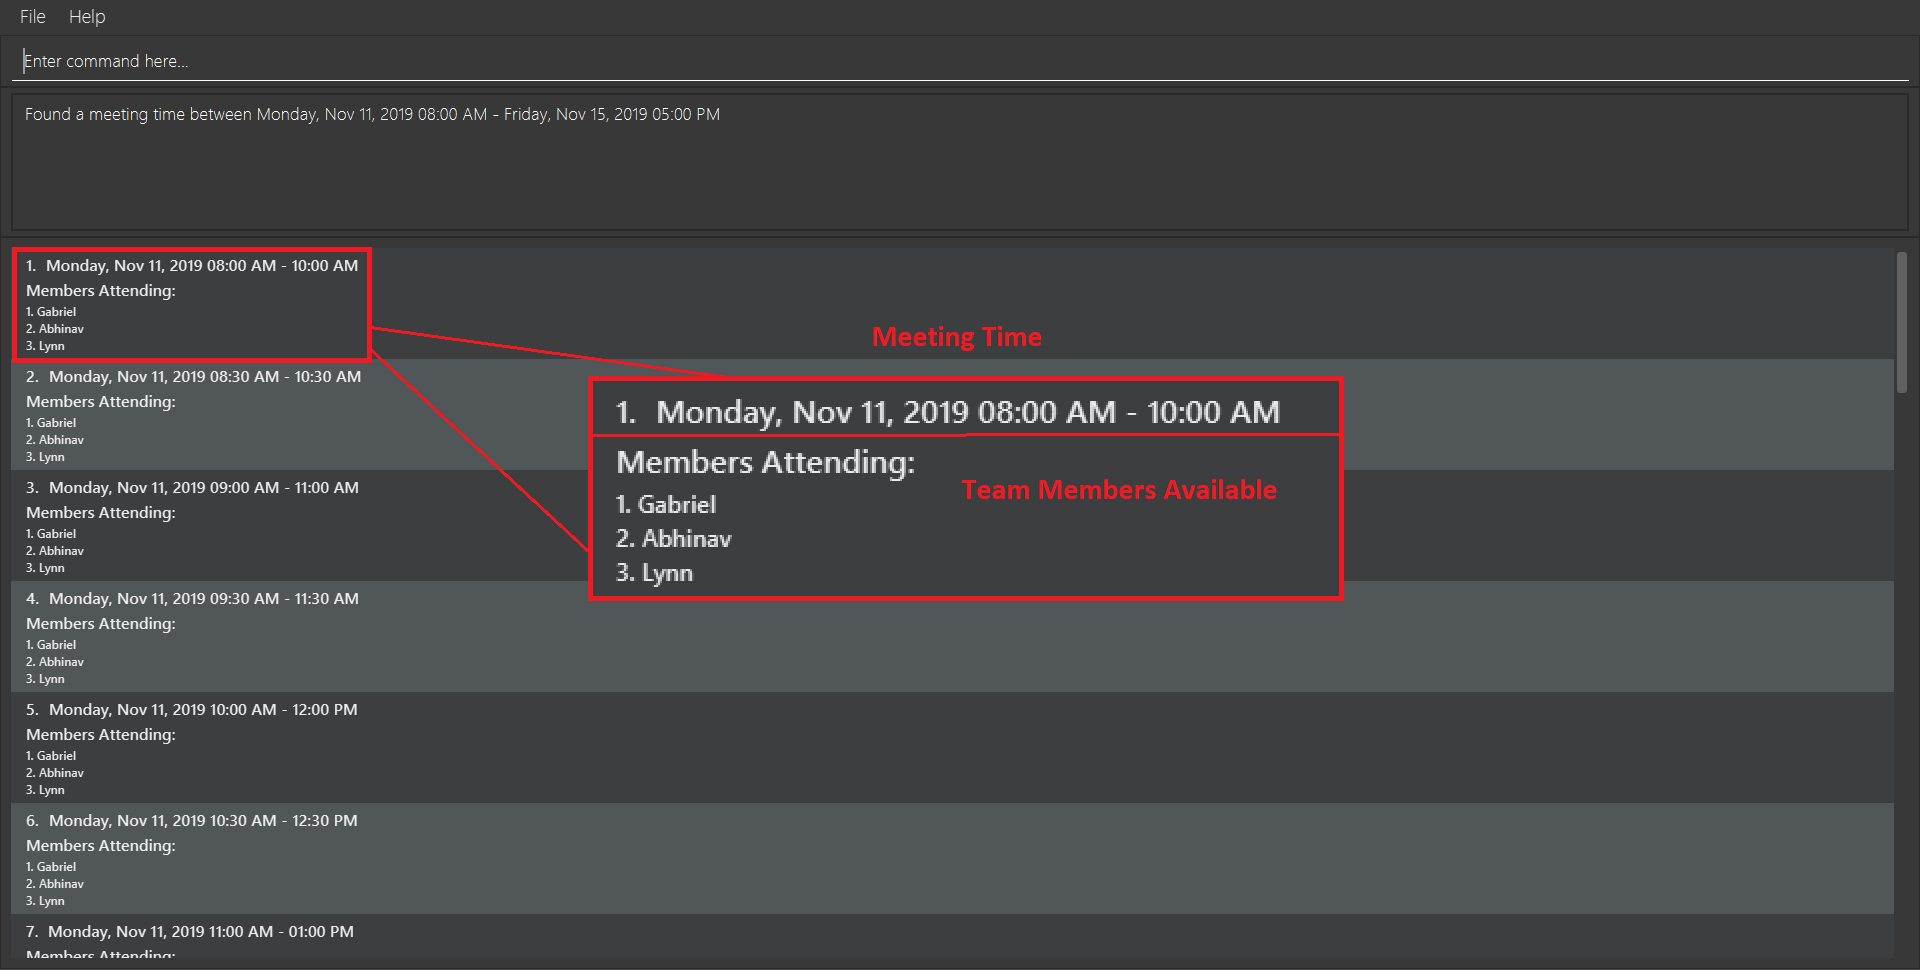 File Help
Enter command here...
Found a meeting time between Monday, Nov 11, 2019 08:00 AM - Friday, Nov 15, 2019 05:00 PM
1. Monday, Nov 11, 2019 08:00 AM - 10:00 AM
Members Attending:
1. Gabriel
2. Abhinav
3. Lynn
2. Monday, Nov 11, 2019 08:30 AM - 10:30 AM
Members Attending:
1. Gabriel
2. Abhinav
3. Lynn
3. Monday, Nov 11, 2019 09:00 AM - 11:00 AM
Members Attending:
1. Gabriel
2. Abhinav
3. Lynn
4. Monday, Nov 11, 2019 09:30 AM - 11:30 AM
Members Attending:
1. Gabriel
2. Abhinav
3. Lynn
5. Monday, Nov 11, 2019 10:00 AM - 12:00 PM
Members Attending:
1. Gabriel
2. Abhinav
3. Lynn
6. Monday, Nov 11, 2019 10:30 AM - 12:30 PM
Members Attending:
1. Gabriel
2. Abhinav
3. Lynn
7. Monday, Nov 11, 2019 11:00 AM - 01:00 PM
Members Attending:
Meeting Time
1. Monday, Nov 11, 2019 08:00 AM - 10:00 AM
Members Attending:
Team Members Available
1. Gabriel
2. Abhinav
3. Lynn